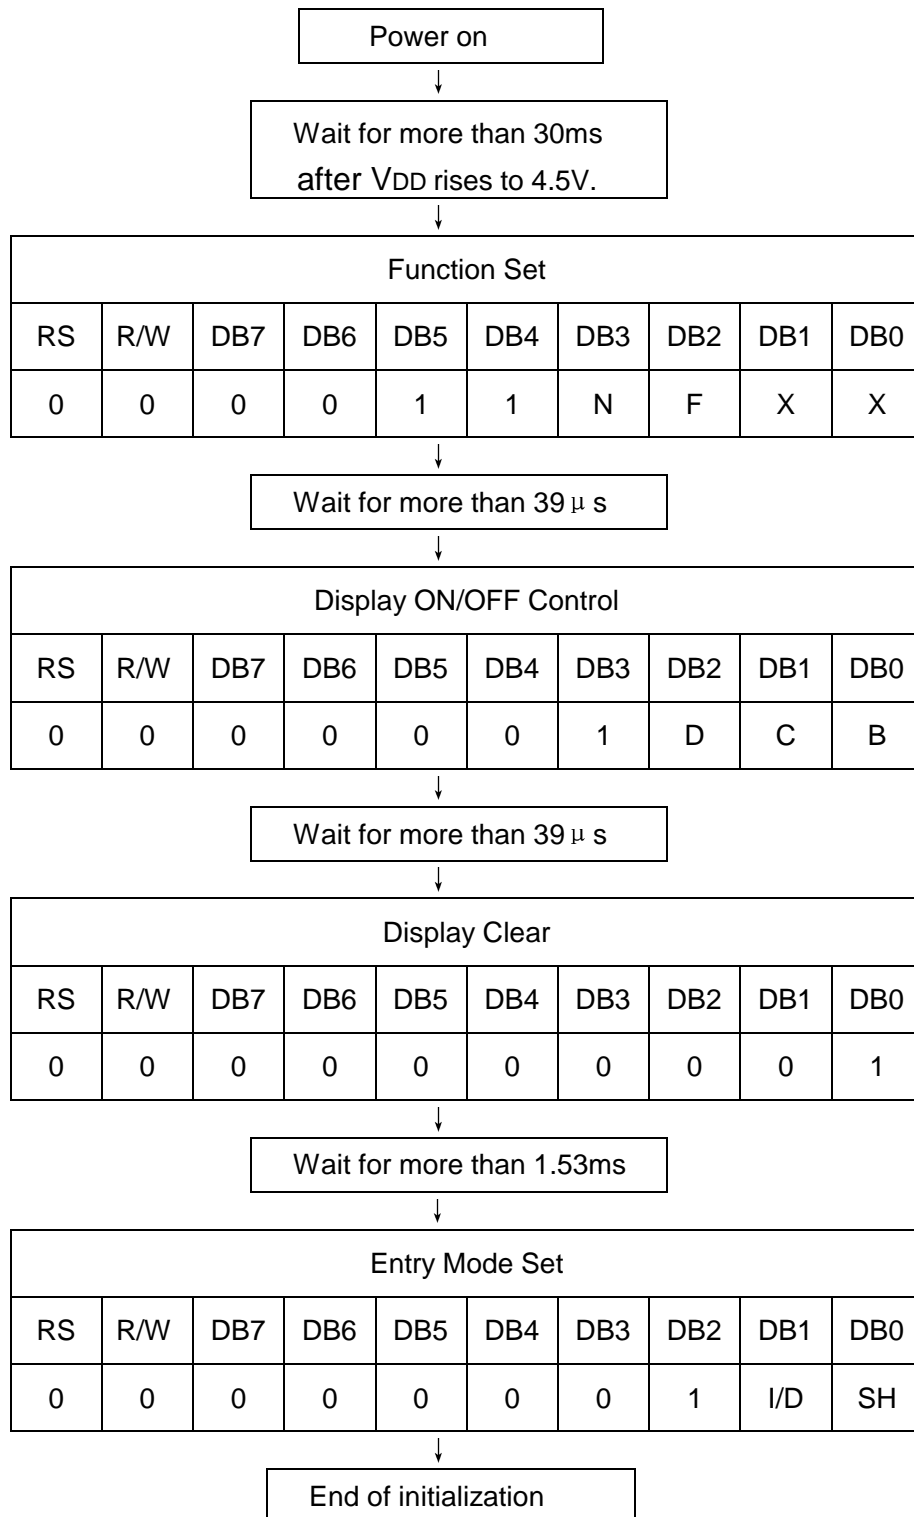 Power on
Wait for more than 30ms
after VDD rises to 4.5V.
Function Set
RS R/W DB7 DB6 DB5 DB4 DB3 DB2 DB1 DB0
0 0 0 0 1 1 N F X X
Wait for more than 39 μ s
Display ON/OFF Control
RS R/W DB7 DB6 DB5 DB4 DB3 DB2 DB1 DB0
0 0 0 0 0 0 1 D C B
Wait for more than 39 μ s
Display Clear
RS R/W DB7 DB6 DB5 DB4 DB3 DB2 DB1 DB0
0 0 0 0 0 0 0 0 0 1
Wait for more than 1.53ms
Entry Mode Set
RS R/W DB7 DB6 DB5 DB4 DB3 DB2 DB1 DB0
0 0 0 0 0 0 0 1 I/D SH
End of initialization